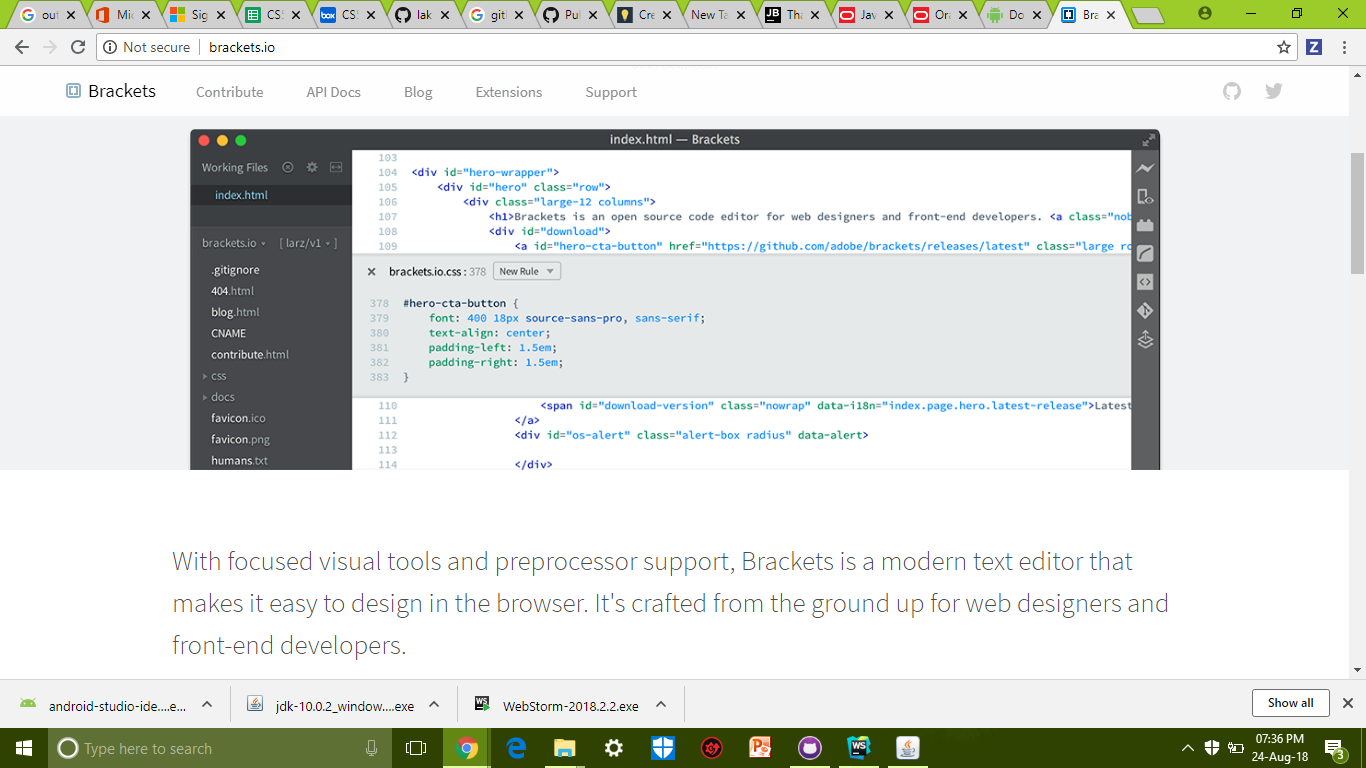 out
Mic
Sig
CSS
CSS
lak
gitl
Pul
Cre
New Ta
Tha
Jav
Ora
Do
Bra
Not secure
brackets.io
Brackets
Contribute
API Docs
Blog
Extensions
Support
index.html — Brackets
Working Files
index.html
brackets.io
[ larz/v1 ]
.gitignore
404.html
blog.html
CNAME
contribute.html
css
docs
favicon.ico
favicon.png
humans.txt
103
104 <div id="hero-wrapper">
105 <div id="hero" class="row">
106 <div class="large-12 columns">
107 <h1>Brackets is an open source code editor for web designers and front-end developers. <a class="nob
108 <div id="download">
109 <a id="hero-cta-button" href="https://github.com/adobe/brackets/releases/latest" class="large ro
brackets.io.css : 378 New Rule
378 #hero-cta-button {
379 font: 400 18px source-sans-pro, sans-serif;
380 text-align: center;
381 padding-left: 1.5em;
382 padding-right: 1.5em;
383 }
110 <span id="download-version" class="nowrap" data-i18n="index.page.hero.latest-release">Latest
111 </a>
112 <div id="os-alert" class="alert-box radius" data-alert>
113
114 </div>
With focused visual tools and preprocessor support, Brackets is a modern text editor that
makes it easy to design in the browser. It's crafted from the ground up for web designers and
front-end developers.
android-studio-ide....e...
jdk-10.0.2_window....exe
WebStorm-2018.2.2.exe
Show all
Type here to search
07:36 PM
24-Aug-18
3